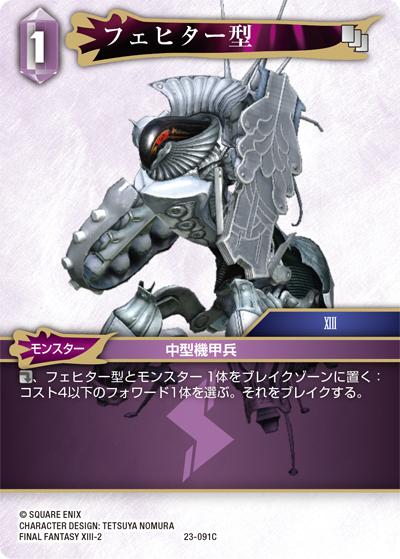 1
フェヒター型
XIII
モンスター
中型機甲兵
、フェヒター型とモンスター1体をブレイクゾーンに置く：
コスト4以下のフォワード1体を選ぶ。それをブレイクする。
© SQUARE ENIX
CHARACTER DESIGN: TETSUYA NOMURA
FINAL FANTASY XIII-2
23-091C